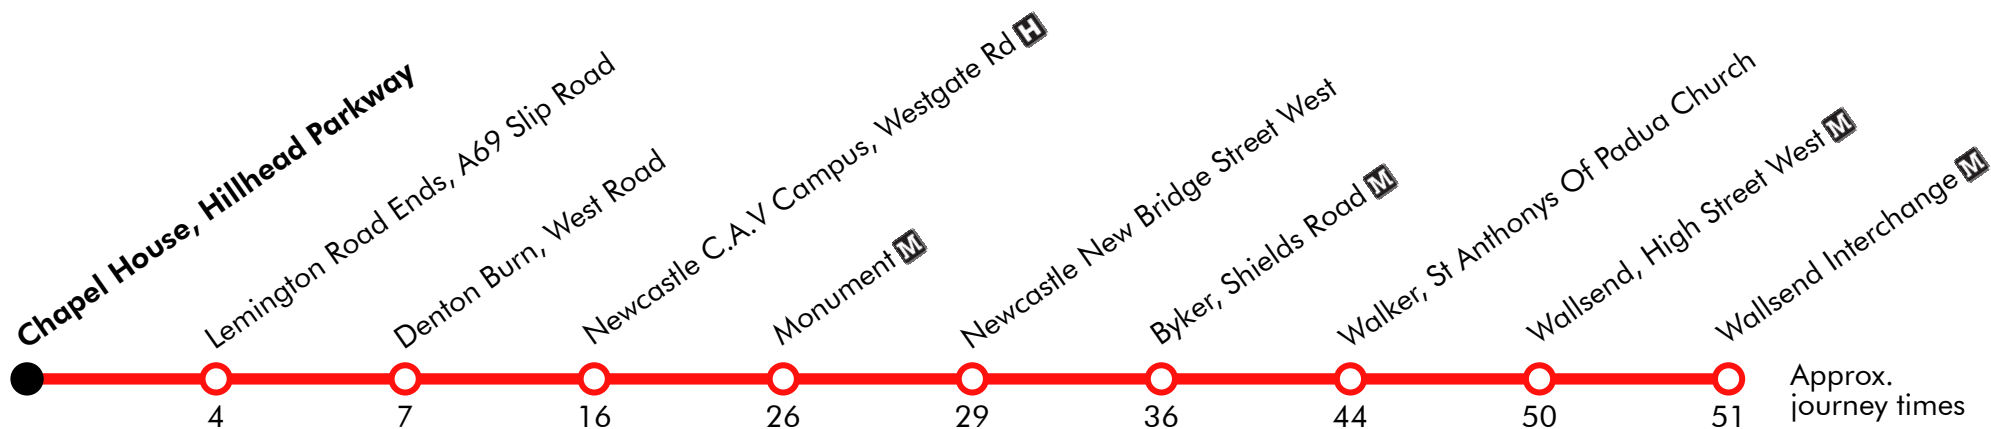 Chapel House, Hillhead Parkway
Lemington Road Ends, A69 Slip Road
Denton Burn, West Road
Newcastle C.A.V Campus, Westgate Rd H
Monument M
Newcastle New Bridge Street West
Byker, Shields Road M
Walker, St Anthonys Of Padua Church
Wallsend, High Street West M
Wallsend Interchange M
4 7 16 26 29 36 44 50 51
Approx.
journey times